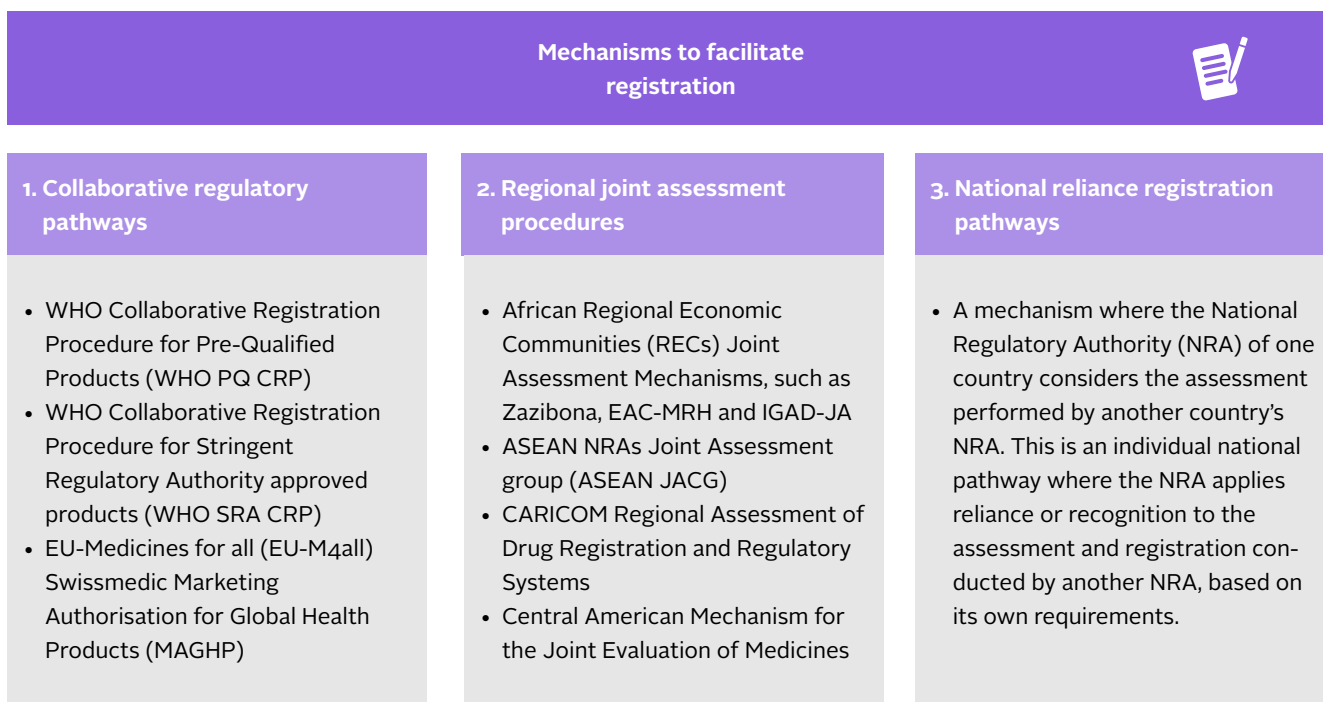 Mechanisms to facilitate
registration
1. Collaborative regulatory
pathways
• WHO Collaborative Registration
Procedure for Pre-Qualified
Products (WHO PQ CRP)
• WHO Collaborative Registration
Procedure for Stringent
Regulatory Authority approved
products (WHO SRA CRP)
• EU-Medicines for all (EU-M4all)
Swissmedic Marketing
Authorisation for Global Health
Products (MAGHP)
2. Regional joint assessment
procedures
• African Regional Economic
Communities (RECs) Joint
Assessment Mechanisms, such as
Zazibona, EAC-MRH and IGAD-JA
• ASEAN NRAs Joint Assessment
group (ASEAN JACG)
• CARICOM Regional Assessment of
Drug Registration and Regulatory
Systems
• Central American Mechanism for
the Joint Evaluation of Medicines
3. National reliance registration
pathways
• A mechanism where the National
Regulatory Authority (NRA) of one
country considers the assessment
performed by another country's
NRA. This is an individual national
pathway where the NRA applies
reliance or recognition to the
assessment and registration con-
ducted by another NRA, based on
its own requirements.